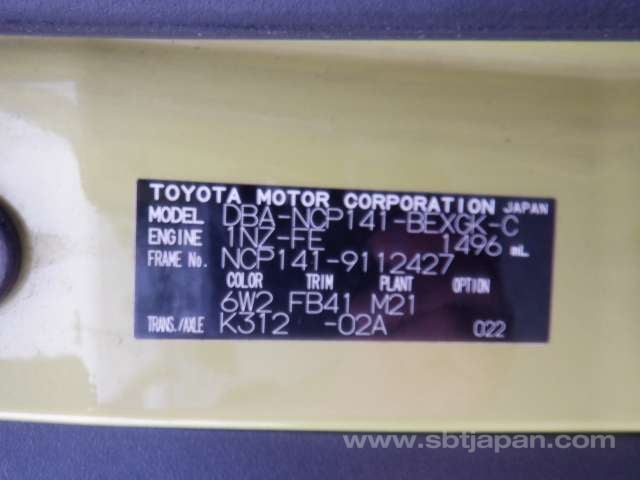 TOYOTA MOTOR CORPORATION JAPAN
MODEL DBA-NCP141-BEXGK-C
ENGINE 1NZ-FE 1496 mL
FRAME No. NCP141-9112427
COLOR TRIM PLANT OPTION
6W2 FB41 M21
TRANS./AXLE K312 -02A 022
www.sbtjapan.com